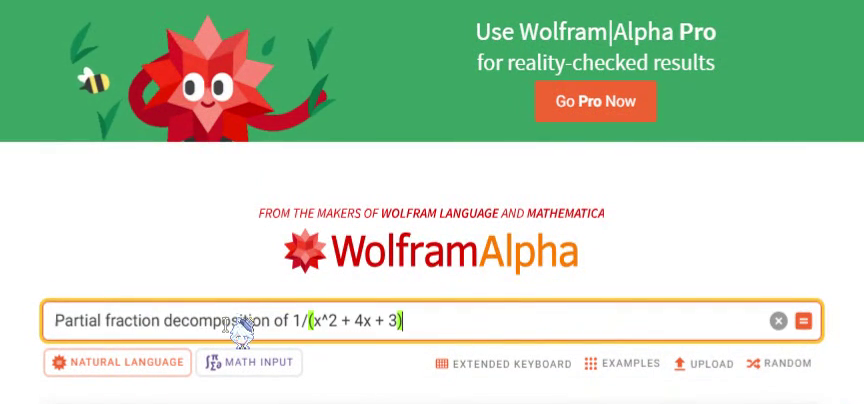 Use Wolfram|Alpha Pro
for reality-checked results
Go Pro Now
FROM THE MAKERS OF WOLFRAM LANGUAGE AND MATHEMATICA
WolframAlpha
Partial fraction decomposition of 1/(x^2 + 4x + 3)
NATURAL LANGUAGE
MATH INPUT
EXTENDED KEYBOARD
EXAMPLES
UPLOAD
RANDOM